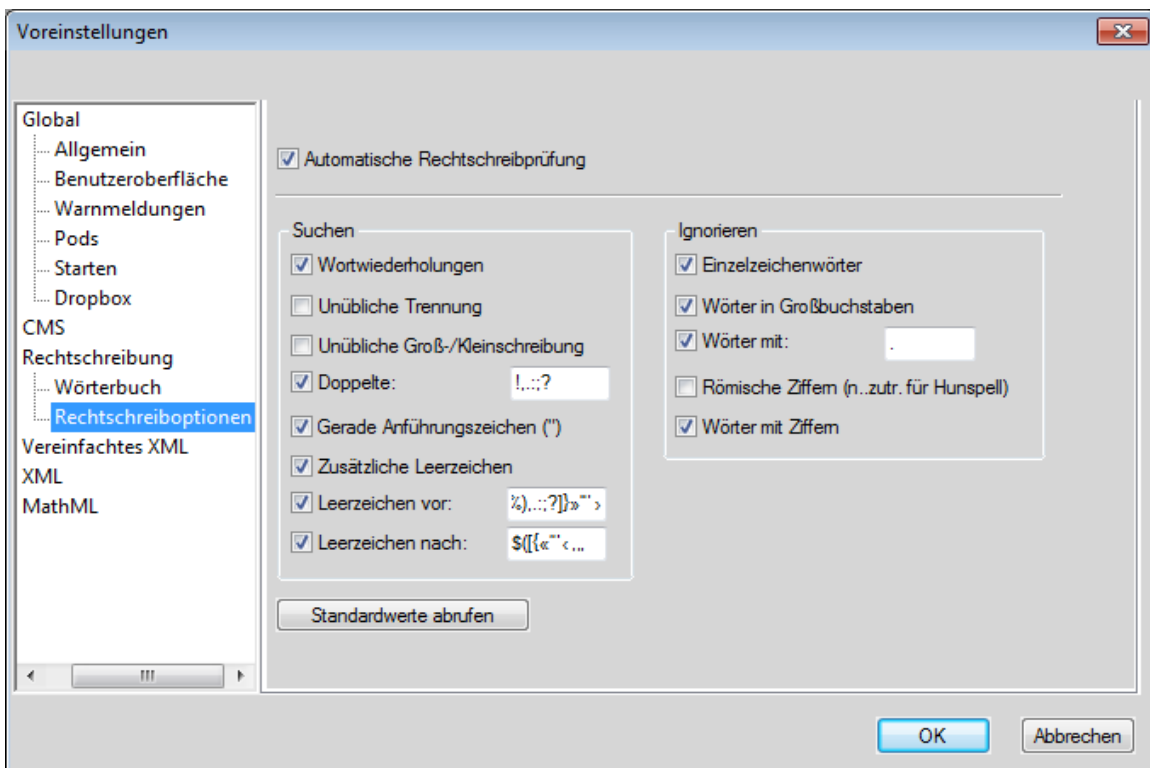 Voreinstellungen
Global
Allgemein
Benutzeroberfläche
Warnmeldungen
Pods
Starten
Dropbox
CMS
Rechtschreibung
Wörterbuch
Rechtschreiboptionen
Vereinfachtes XML
XML
MathML
Automatische Rechtschreibprüfung
Suchen
Wortwiederholungen
Unübliche Trennung
Unübliche Groß-/Kleinschreibung
Doppelte: !,.:;?
Gerade Anführungszeichen (")
Zusätzliche Leerzeichen
Leerzeichen vor:
Leerzeichen nach:
Ignorieren
Einzelzeichenwörter
Wörter in Großbuchstaben
Wörter mit: .
Römische Ziffern (n..zutr. für Hunspell)
Wörter mit Ziffern
Standardwerte abrufen
OK
Abbrechen